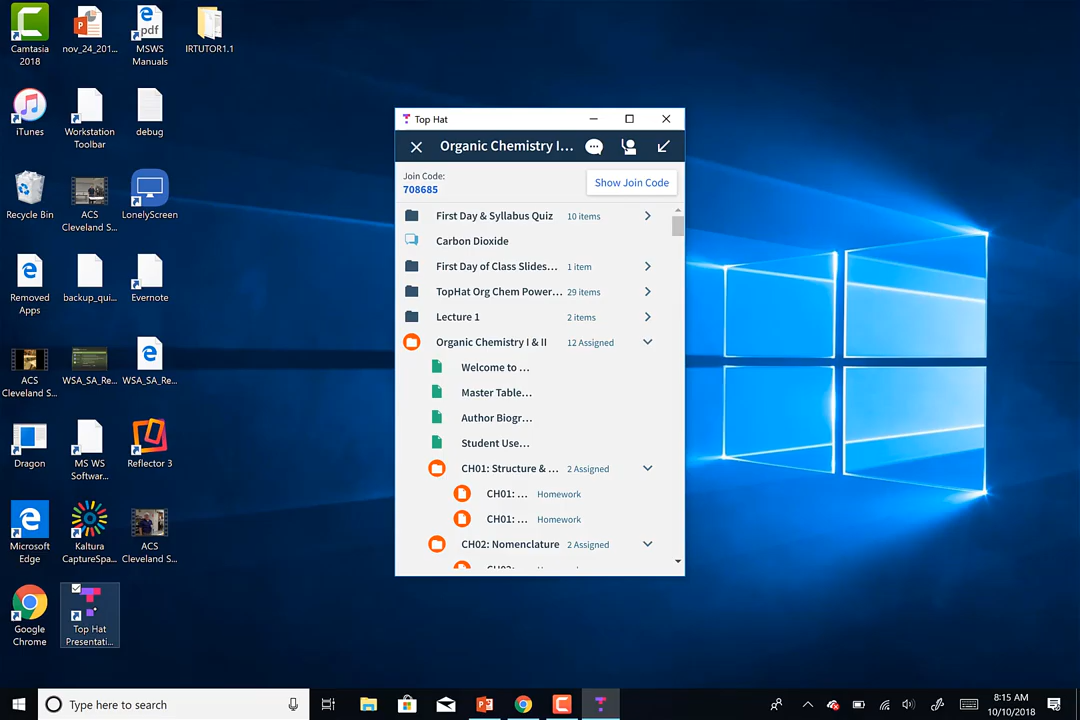 Camtasia
2018
nov_24_201...
pdf
MSWS
Manuals
IRTUTOR1.1
iTunes
Workstation
Toolbar
debug
Recycle Bin
ACS
Cleveland S...
LonelyScreen
Removed
Apps
backup_qui...
Evernote
ACS
Cleveland S...
WSA_SA_Re...
WSA_SA_Re...
Dragon
MS WS
Softwar...
Reflector 3
Microsoft
Edge
Kaltura
CaptureSpa...
ACS
Cleveland S...
Google
Chrome
Top Hat
Presentati...
Top Hat
Organic Chemistry I...
Join Code:
708685
Show Join Code
First Day & Syllabus Quiz 10 items
Carbon Dioxide
First Day of Class Slides... 1 item
TopHat Org Chem Power... 29 items
Lecture 1 2 items
Organic Chemistry I & II 12 Assigned
Welcome to ...
Master Table...
Author Biogr...
Student Use...
CH01: Structure & ... 2 Assigned
CH01: ... Homework
CH01: ... Homework
CH02: Nomenclature 2 Assigned
Type here to search
8:15 AM
10/10/2018